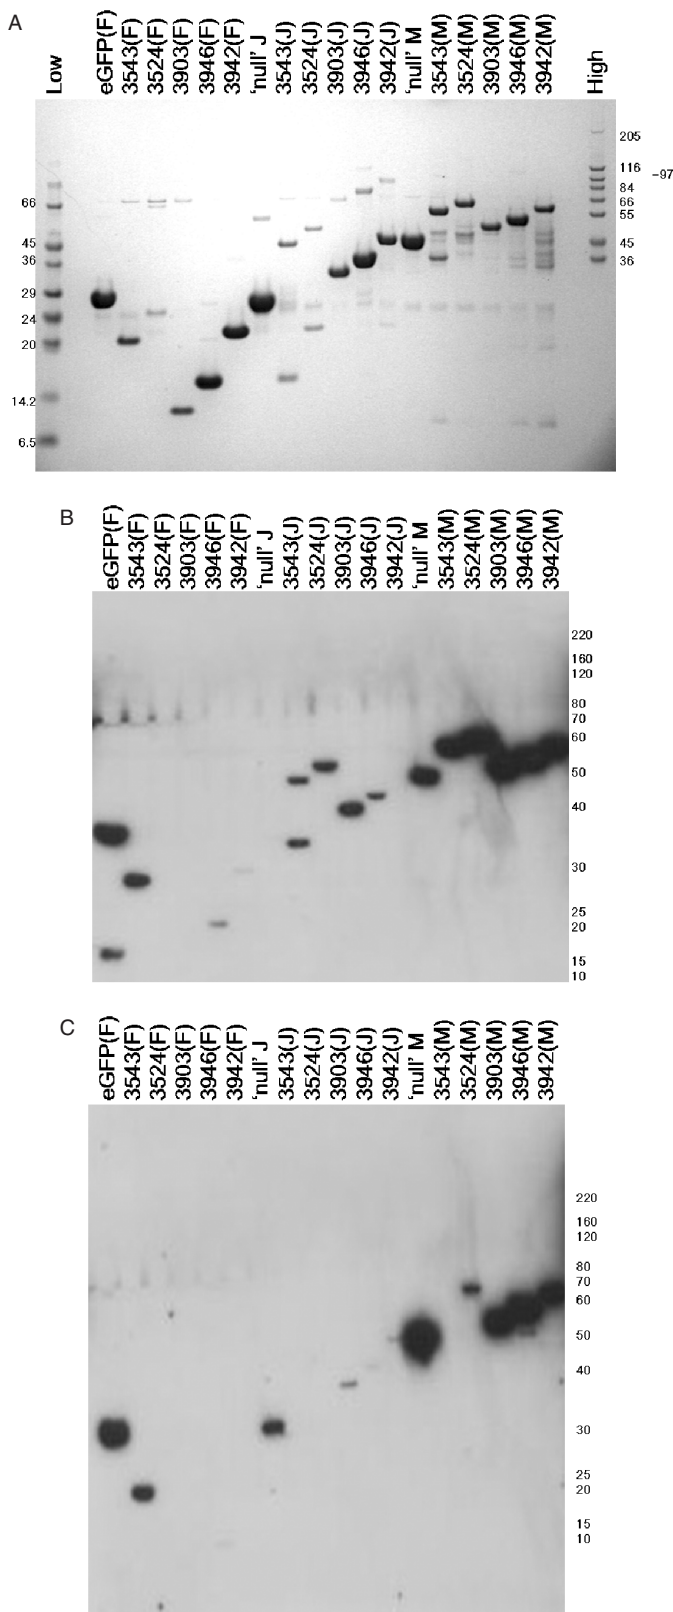 A
Low
eGFP(F)
3543(F)
3524(F)
3903(F)
3946(F)
3942(F)
'null' J
3543(J)
3524(J)
3903(J)
3946(J)
3942(J)
'null' M
3543(M)
3524(M)
3903(M)
3946(M)
3942(M)
High
66
45
36
29
24
20
14.2
6.5
205
116
-97
84
66
55
45
36
B
eGFP(F)
3543(F)
3524(F)
3903(F)
3946(F)
3942(F)
'null' J
3543(J)
3524(J)
3903(J)
3946(J)
3942(J)
'null' M
3543(M)
3524(M)
3903(M)
3946(M)
3942(M)
220
160
120
80
70
60
50
40
30
25
20
15
10
C
eGFP(F)
3543(F)
3524(F)
3903(F)
3946(F)
3942(F)
'null' J
3543(J)
3524(J)
3903(J)
3946(J)
3942(J)
'null' M
3543(M)
3524(M)
3903(M)
3946(M)
3942(M)
220
160
120
80
70
60
50
40
30
25
20
15
10